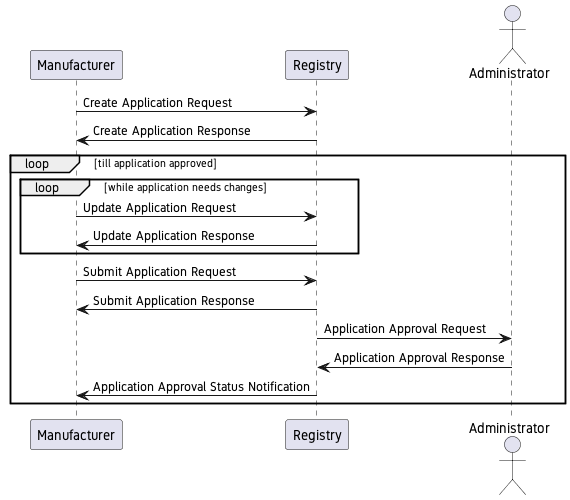 Administrator
Manufacturer
Registry
Create Application Request
Create Application Response
loop
[till application approved]
loop
[while application needs changes]
Update Application Request
Update Application Response
Submit Application Request
Submit Application Response
Application Approval Request
Application Approval Response
Application Approval Status Notification
Manufacturer
Registry
Administrator